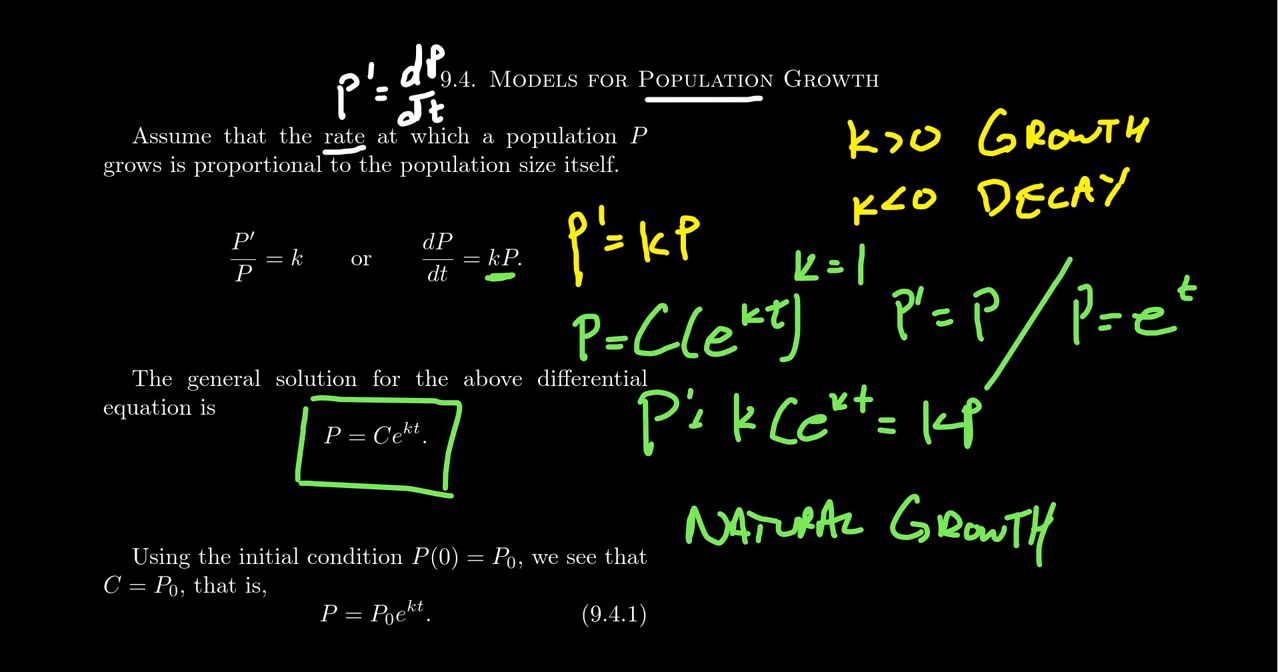 P' = dP/dt
9.4. Models for Population Growth
Assume that the rate at which a population P
grows is proportional to the population size itself.
P'/P = k or dP/dt = kP.
The general solution for the above differential
equation is
P = Ce^{kt}.
Using the initial condition P(0) = P₀, we see that
C = P₀, that is,
P = P₀e^{kt}. (9.4.1)
k > 0 GROWTH
k < 0 DECAY
P' = kP
k = 1
P = C(e^{kt}) P' = P / P = e^t
P' = kCe^{kt} = kP
NATURAL GROWTH